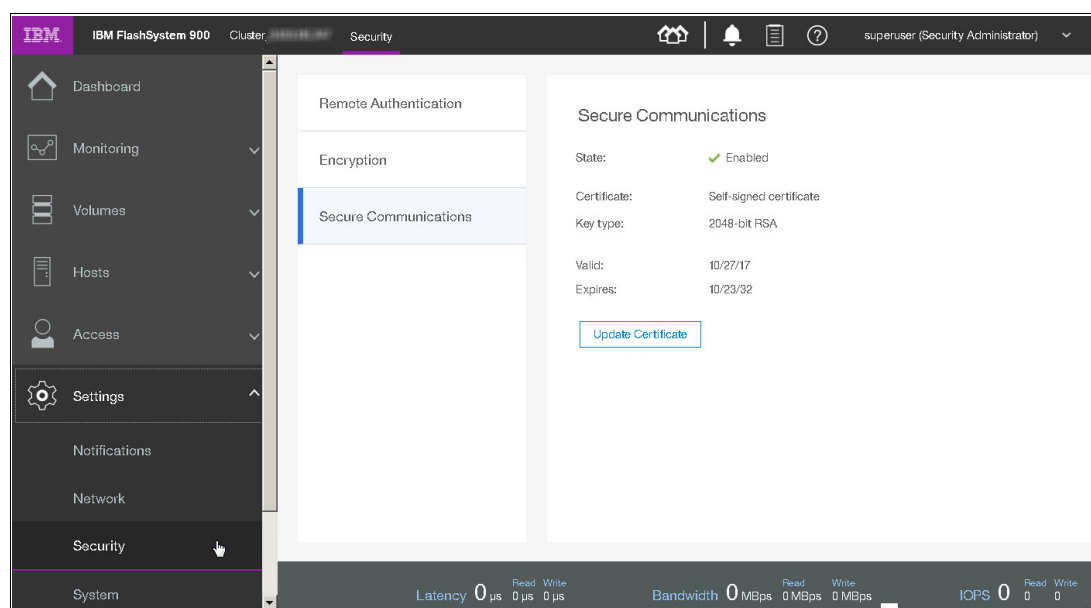 IBM IBM FlashSystem 900 Cluster Security superuser (Security Administrator)
Dashboard
Monitoring
Volumes
Hosts
Access
Settings
Notifications
Network
Security
System
Remote Authentication
Encryption
Secure Communications
Secure Communications
State: Enabled
Certificate: Self-signed certificate
Key type: 2048-bit RSA
Valid: 10/27/17
Expires: 10/23/32
Update Certificate
Latency 0 µs Read 0 µs Write 0 µs Bandwidth 0 MBps Read 0 MBps Write 0 MBps IOPS 0 Read 0 Write 0